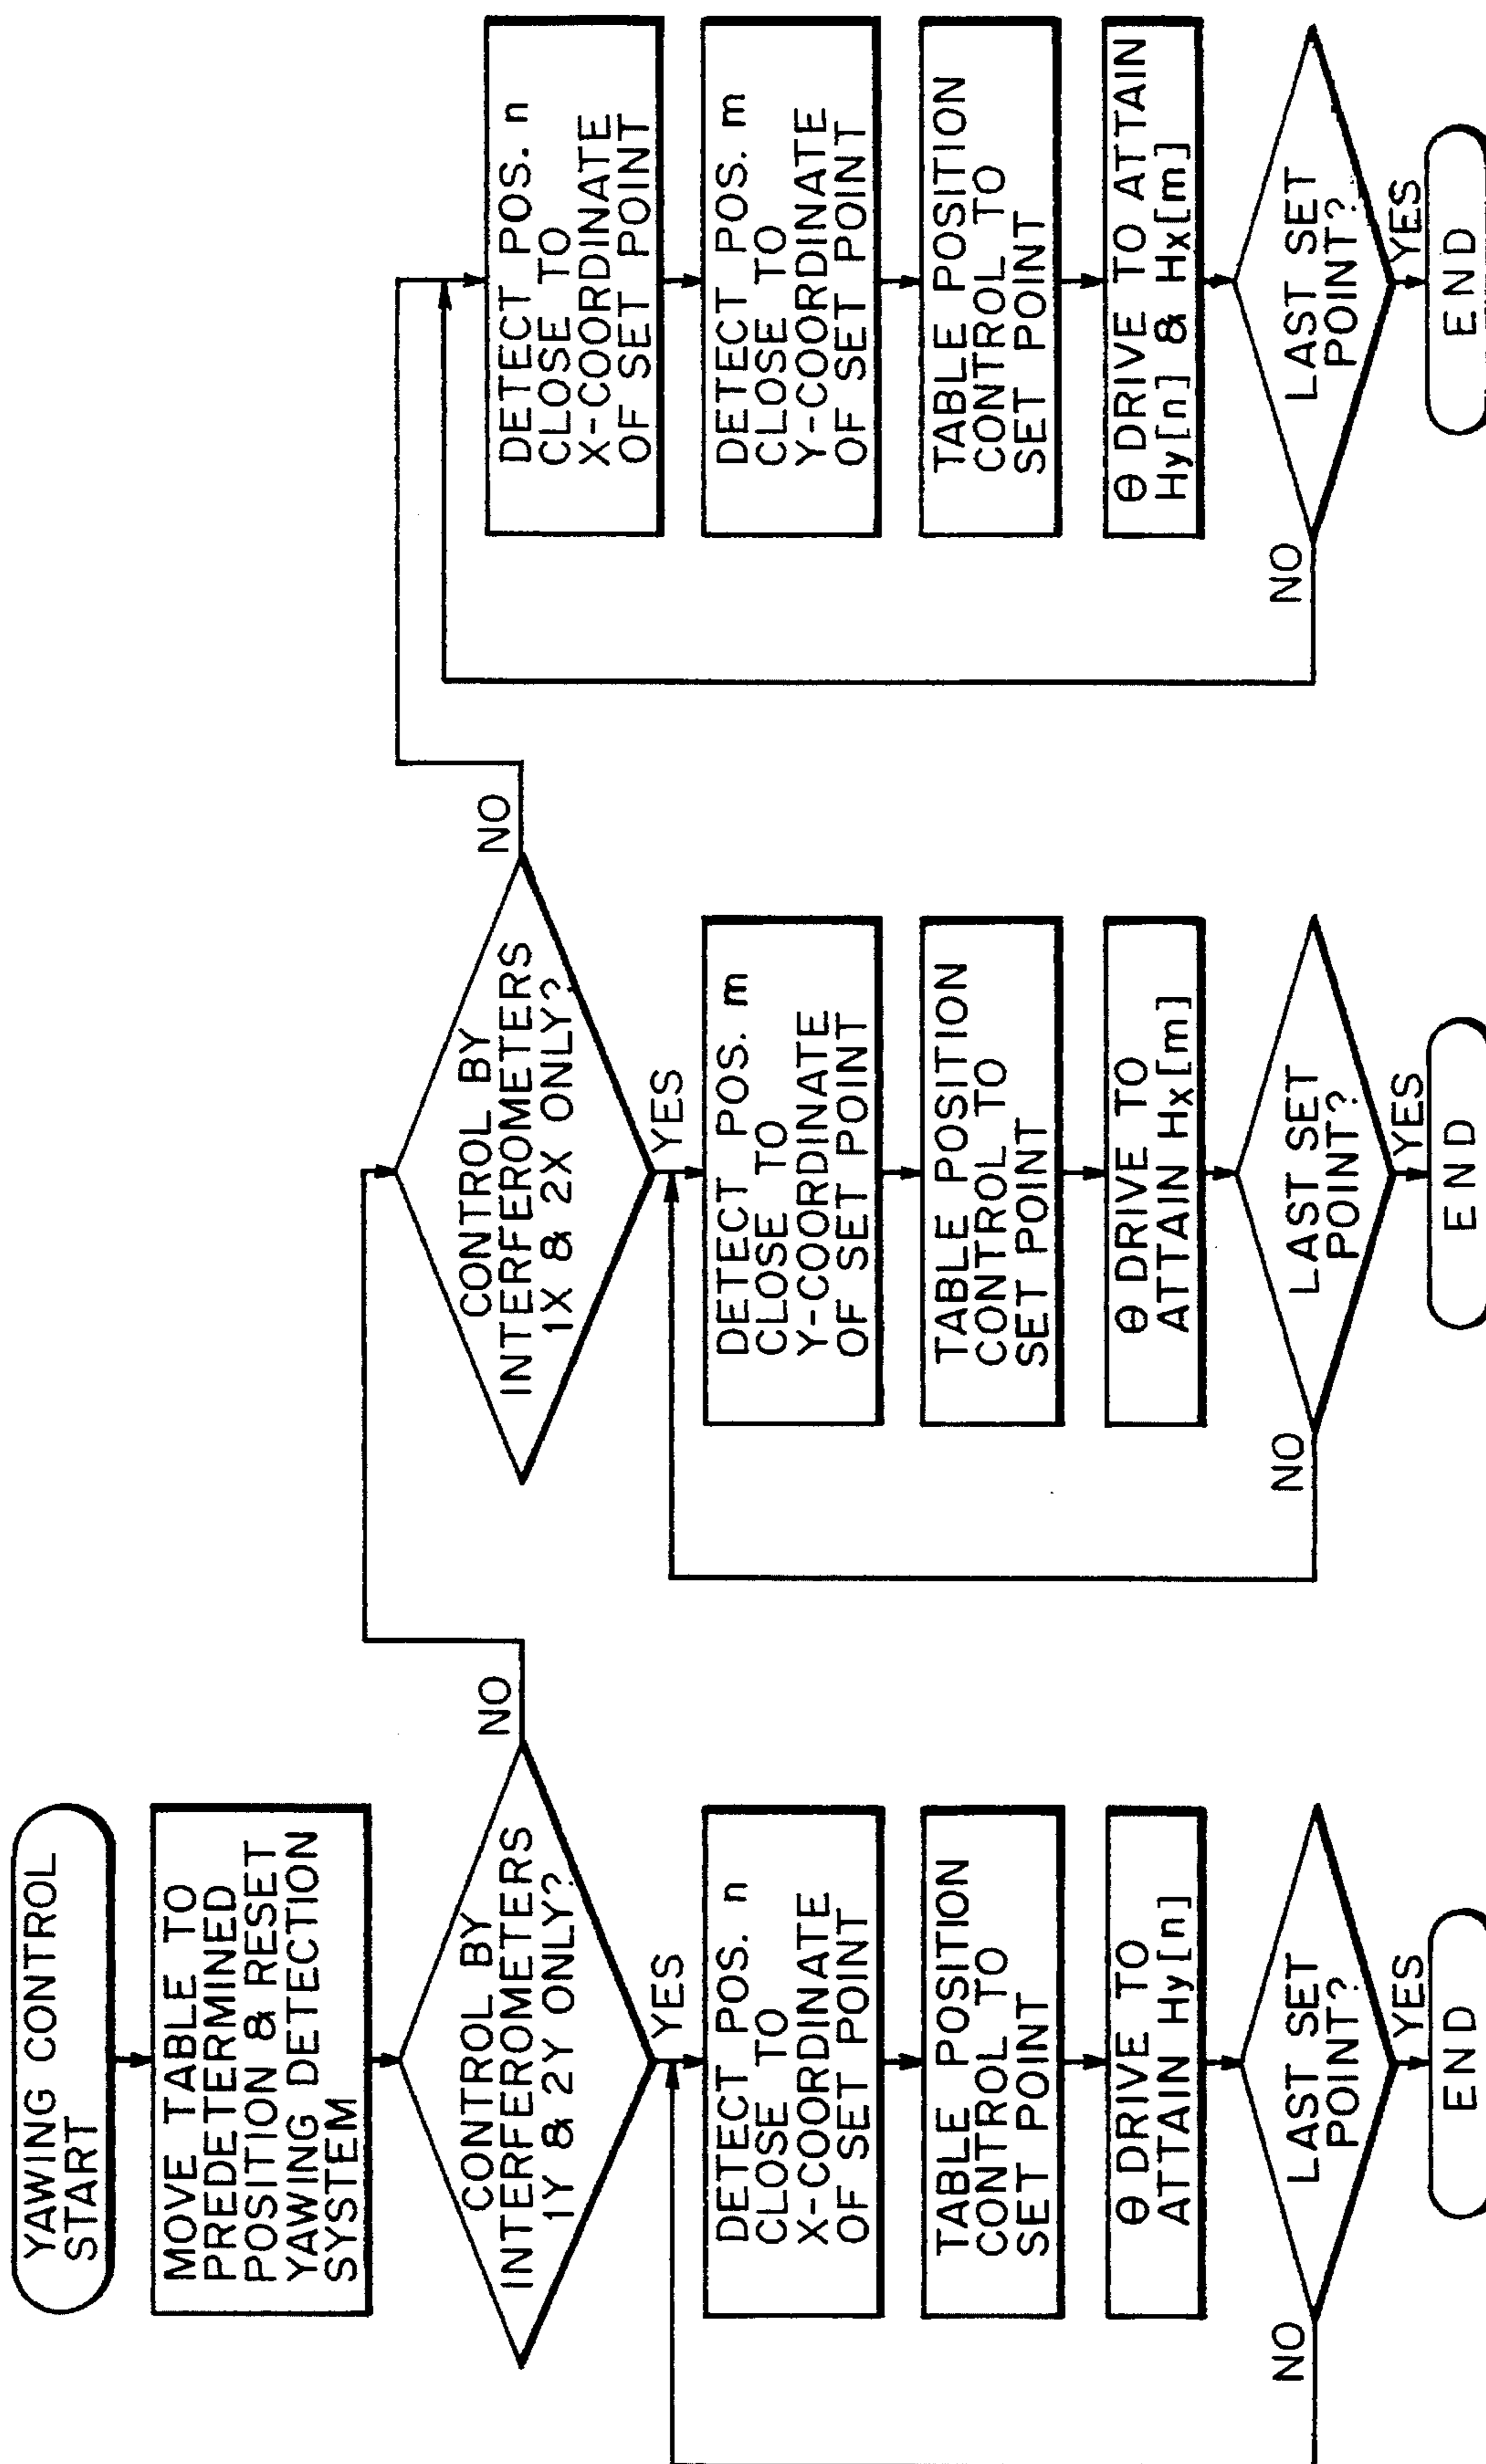 YAWING CONTROL
START
MOVE TABLE TO
PREDETERMINED
POSITION & RESET
YAWING DETECTION
SYSTEM
CONTROL BY
INTERFEROMETERS
1Y & 2Y ONLY?
NO
YES
DETECT POS. n
CLOSE TO
X-COORDINATE
OF SET POINT
TABLE POSITION
CONTROL TO
SET POINT
θ DRIVE TO
ATTAIN Hy[n]
LAST SET
POINT?
NO
YES
END
CONTROL BY
INTERFEROMETERS
1X & 2X ONLY?
NO
YES
DETECT POS. m
CLOSE TO
Y-COORDINATE
OF SET POINT
TABLE POSITION
CONTROL TO
SET POINT
θ DRIVE TO
ATTAIN Hx[m]
LAST SET
POINT?
NO
YES
END
DETECT POS. n
CLOSE TO
X-COORDINATE
OF SET POINT
DETECT POS. m
CLOSE TO
Y-COORDINATE
OF SET POINT
TABLE POSITION
CONTROL TO
SET POINT
θ DRIVE TO ATTAIN
Hy[n] & Hx[m]
LAST SET
POINT?
NO
YES
END